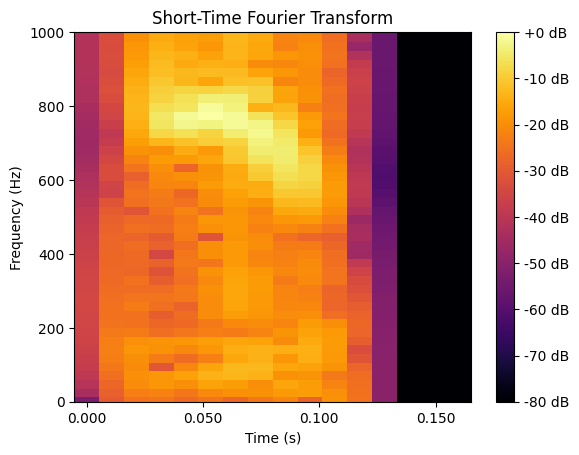 Short-Time Fourier Transform
1000
800
600
400
200
0
Frequency (Hz)
0.000
0.050
0.100
0.150
Time (s)
+0 dB
-10 dB
-20 dB
-30 dB
-40 dB
-50 dB
-60 dB
-70 dB
-80 dB